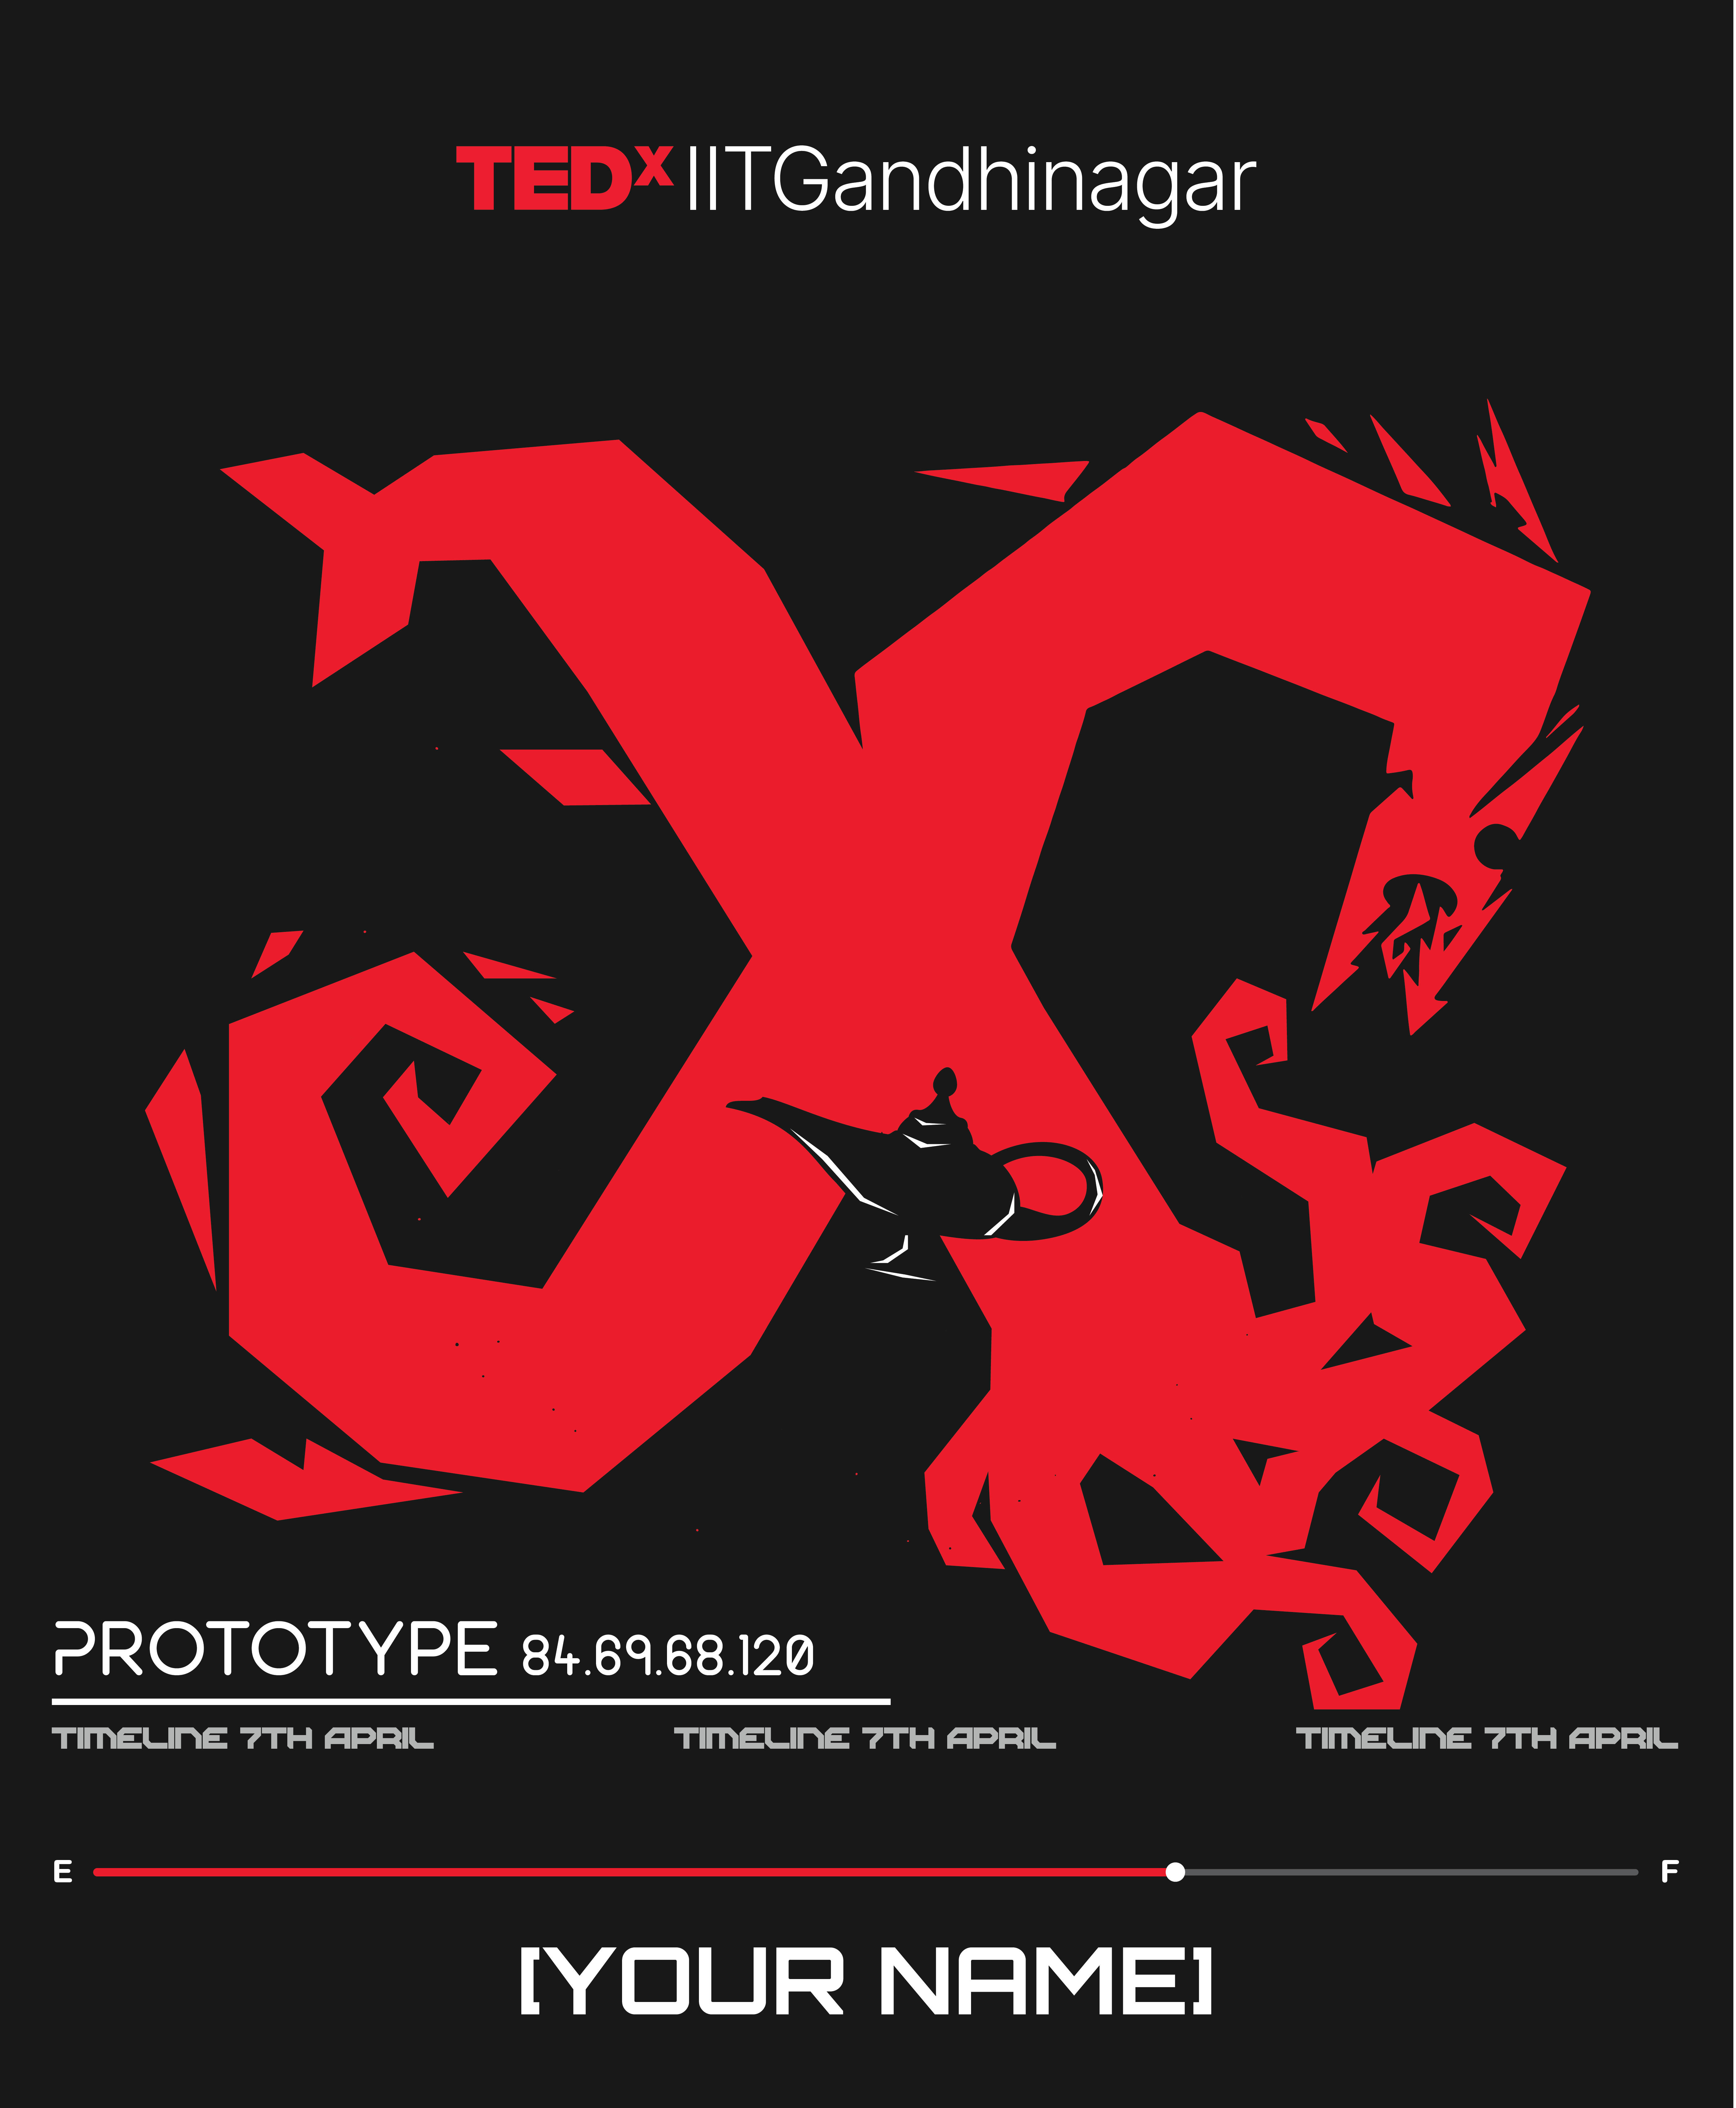 TEDx IITGandhinagar
PROTOTYPE 84.69.68.120
TIMELINE 7TH APRIL TIMELINE 7TH APRIL TIMELINE 7TH APRIL
E F
[YOUR NAME]